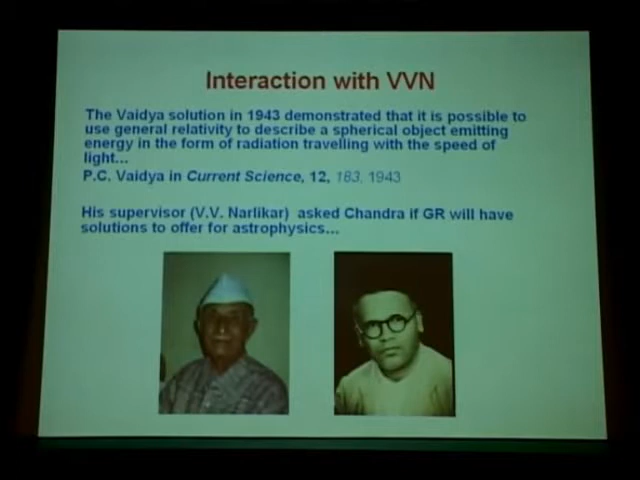 Interaction with VVN
The Vaidya solution in 1943 demonstrated that it is possible to
use general relativity to describe a spherical object emitting
energy in the form of radiation travelling with the speed of
light...
P.C. Vaidya in Current Science, 12, 183, 1943
His supervisor (V.V. Narlikar) asked Chandra if GR will have
solutions to offer for astrophysics...